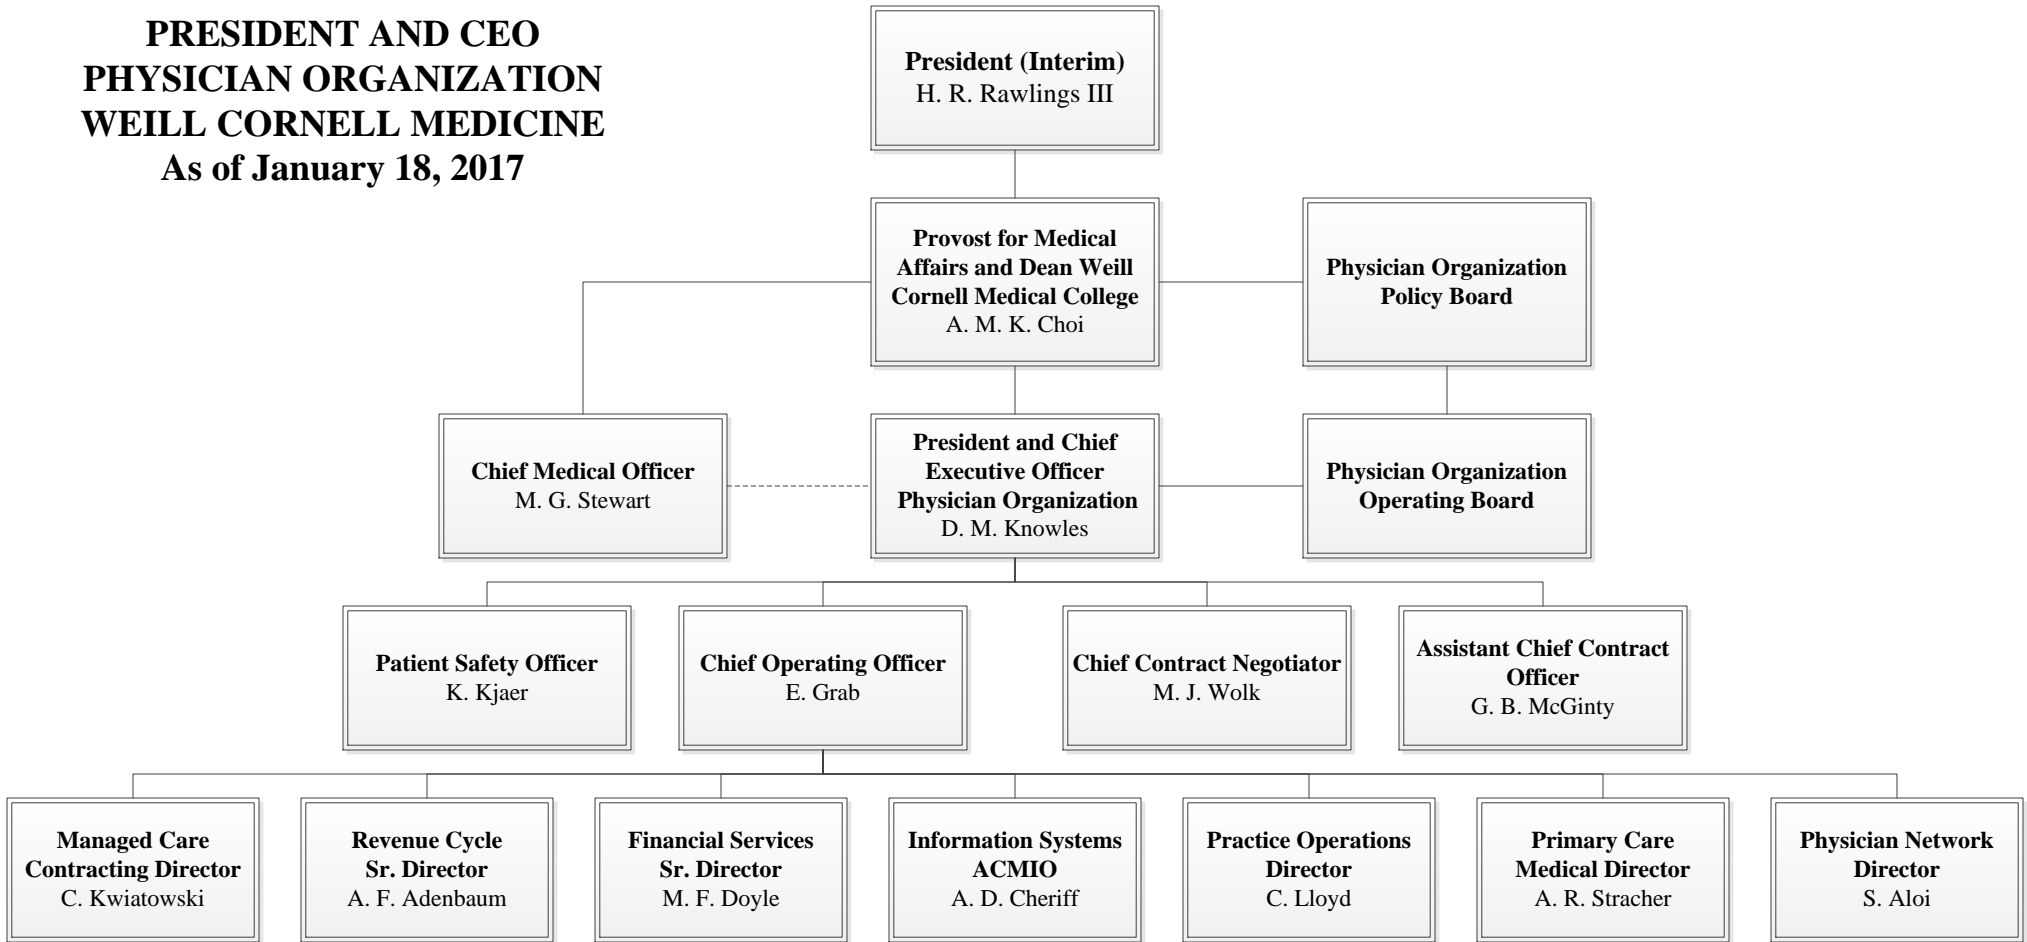 PRESIDENT AND CEO
PHYSICIAN ORGANIZATION
WEILL CORNELL MEDICINE
As of January 18, 2017
President (Interim)
H. R. Rawlings III
Provost for Medical
Affairs and Dean Weill
Cornell Medical College
A. M. K. Choi
Physician Organization
Policy Board
Chief Medical Officer
M. G. Stewart
President and Chief
Executive Officer
Physician Organization
D. M. Knowles
Physician Organization
Operating Board
Patient Safety Officer
K. Kjaer
Chief Operating Officer
E. Grab
Chief Contract Negotiator
M. J. Wolk
Assistant Chief Contract
Officer
G. B. McGinty
Managed Care
Contracting Director
C. Kwiatowski
Revenue Cycle
Sr. Director
A. F. Adenbaum
Financial Services
Sr. Director
M. F. Doyle
Information Systems
ACMIO
A. D. Cheriff
Practice Operations
Director
C. Lloyd
Primary Care
Medical Director
A. R. Stracher
Physician Network
Director
S. Aloi